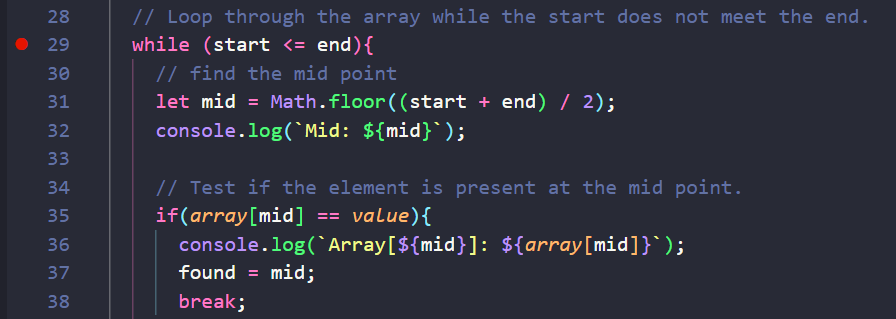 28 // Loop through the array while the start does not meet the end.
29 while (start <= end){
30 // find the mid point
31 let mid = Math.floor((start + end) / 2);
32 console.log(`Mid: ${mid}`);
33
34 // Test if the element is present at the mid point.
35 if(array[mid] == value){
36 console.log(`Array[${mid}]: ${array[mid]}`);
37 found = mid;
38 break;